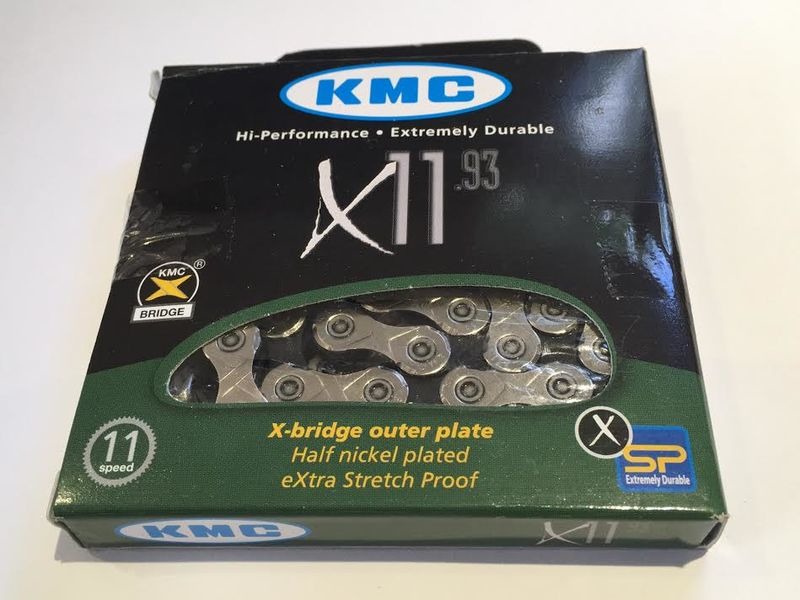 KMC
Hi-Performance • Extremely Durable
X11.93
KMC
®
BRIDGE
11
speed
X-bridge outer plate
Half nickel plated
eXtra Stretch Proof
X
SP
Extremely Durable
KMC
X11.93